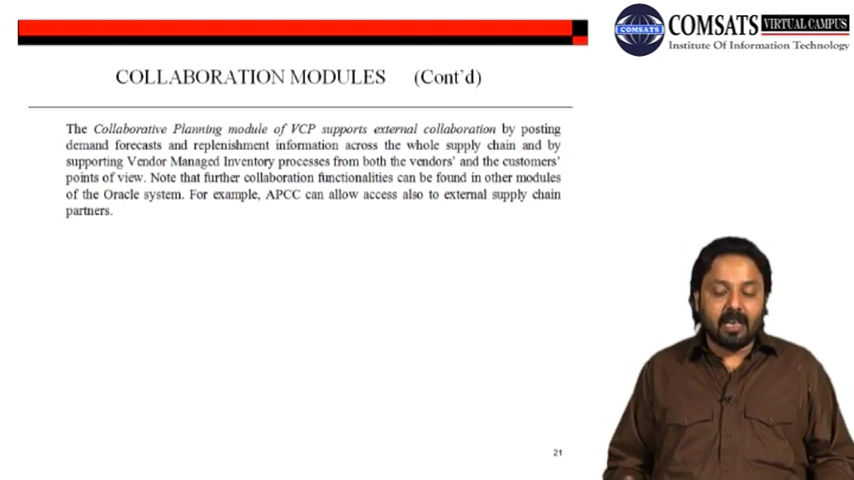 COMSATS VIRTUAL CAMPUS
COMSATS
Institute Of Information Technology
COLLABORATION MODULES (Cont'd)
The Collaborative Planning module of VCP supports external collaboration by posting
demand forecasts and replenishment information across the whole supply chain and by
supporting Vendor Managed Inventory processes from both the vendors' and the customers'
points of view. Note that further collaboration functionalities can be found in other modules
of the Oracle system. For example, APCC can allow access also to external supply chain
partners.
21